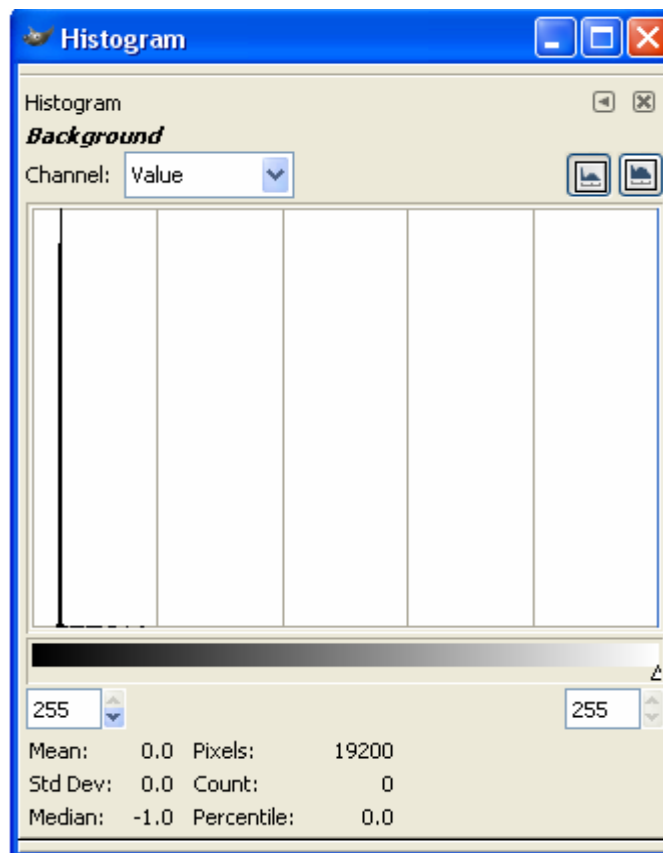 Histogram
Histogram
Background
Channel: Value
255 255
Mean: 0.0 Pixels: 19200
Std Dev: 0.0 Count: 0
Median: -1.0 Percentile: 0.0